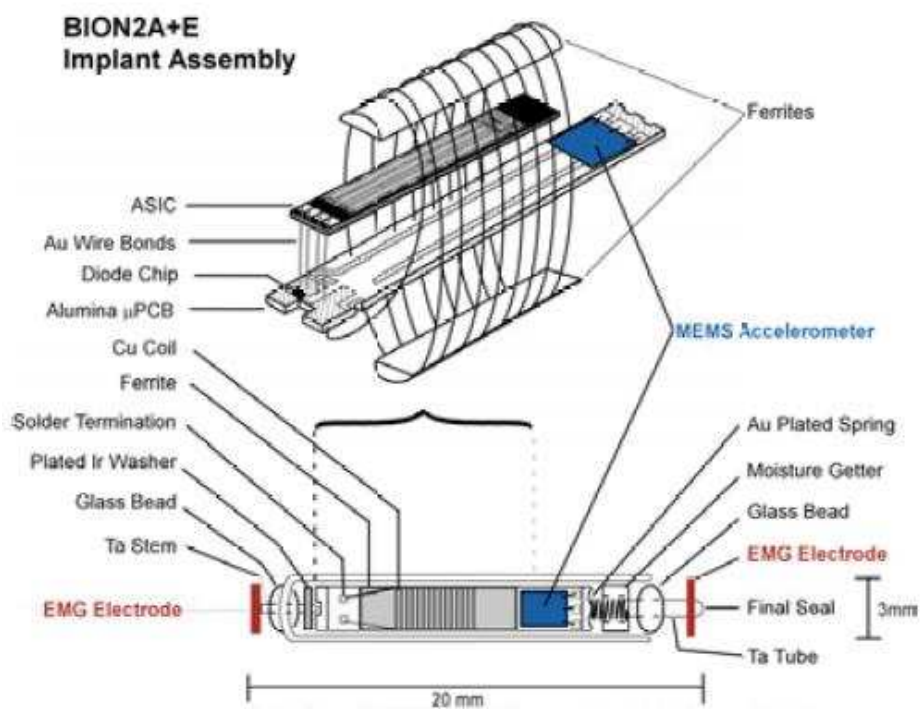 BION2A+E
Implant Assembly
Ferrites
ASIC
Au Wire Bonds
Diode Chip
Alumina µPCB
MEMS Accelerometer
Cu Coil
Ferrite
Solder Termination
Plated Ir Washer
Glass Bead
Ta Stem
EMG Electrode
Au Plated Spring
Moisture Getter
Glass Bead
EMG Electrode
Final Seal
3mm
Ta Tube
20 mm